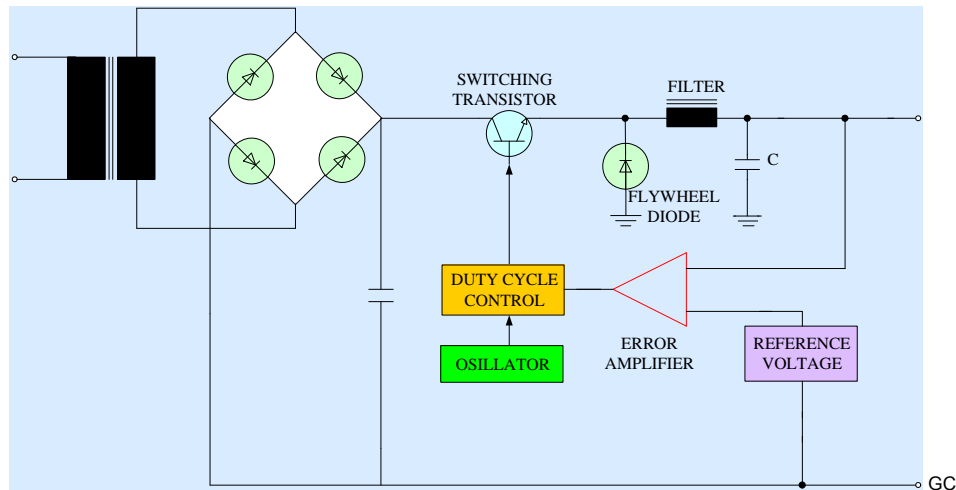 SWITCHING
TRANSISTOR
FILTER
C
FLYWHEEL
DIODE
DUTY CYCLE
CONTROL
ERROR
AMPLIFIER
REFERENCE
VOLTAGE
OSILLATOR
GC